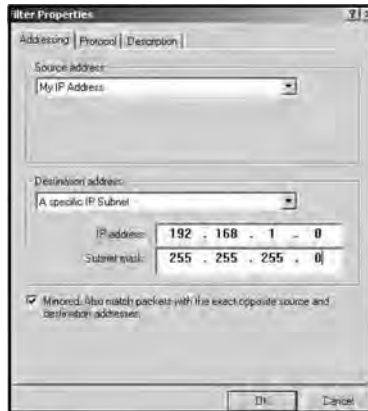 ilter Properties
Addressing Protocol Description
Source address:
My IP Address
Destination address:
A specific IP Subnet
IP address: 192 . 168 . 1 . 0
Subnet mask: 255 . 255 . 255 . 0
Mirrored. Also match packets with the exact opposite source and
destination addresses.
OK Cancel